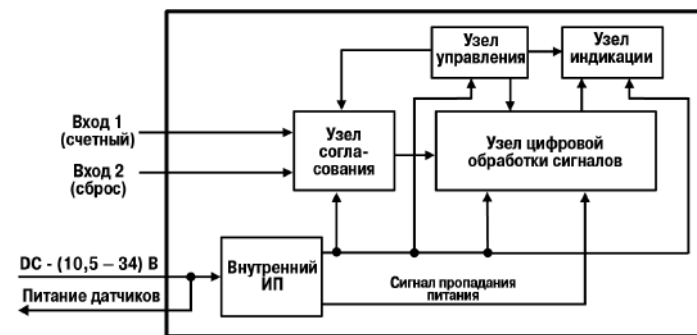 Узел
управления
Узел
индикации
Вход 1
(счетный)
Вход 2
(сброс)
Узел
согла-
сования
Узел цифровой
обработки сигналов
DC - (10,5 – 34) В
Питание датчиков
Внутренний
ИП
Сигнал пропадания
питания